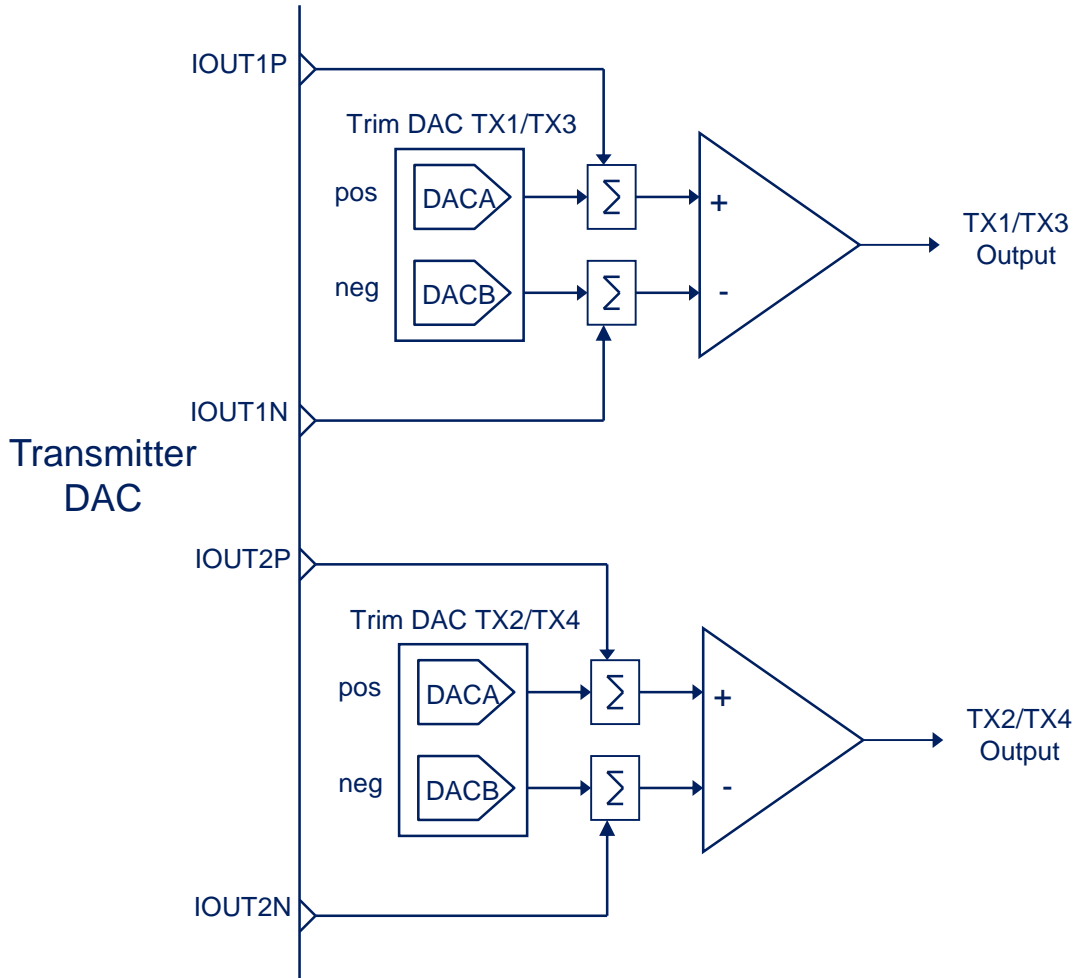 IOUT1P
Trim DAC TX1/TX3
pos
DACA
∑
+
neg
DACB
∑
-
TX1/TX3
Output
IOUT1N
Transmitter
DAC
IOUT2P
Trim DAC TX2/TX4
pos
DACA
∑
+
neg
DACB
∑
-
TX2/TX4
Output
IOUT2N